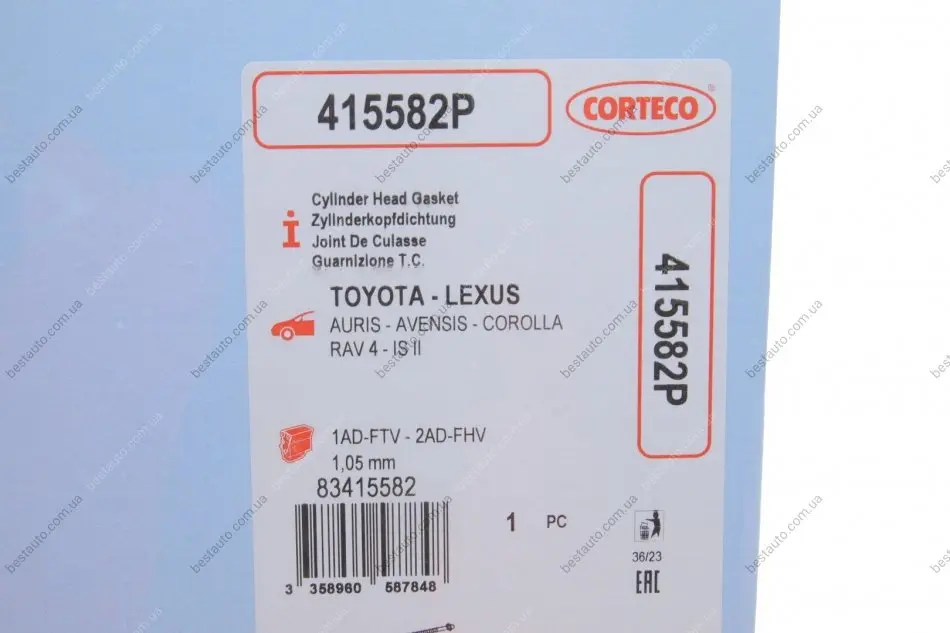 415582P
CORTECO
Cylinder Head Gasket
Zylinderkopfdichtung
Joint De Culasse
Guarnizione T.C.
TOYOTA - LEXUS
AURIS - AVENSIS - COROLLA
RAV 4 - IS II
415582P
1AD-FTV - 2AD-FHV
1,05 mm
83415582
1 PC
36/23
EAC
3 358960 587848
bestauto.com.ua